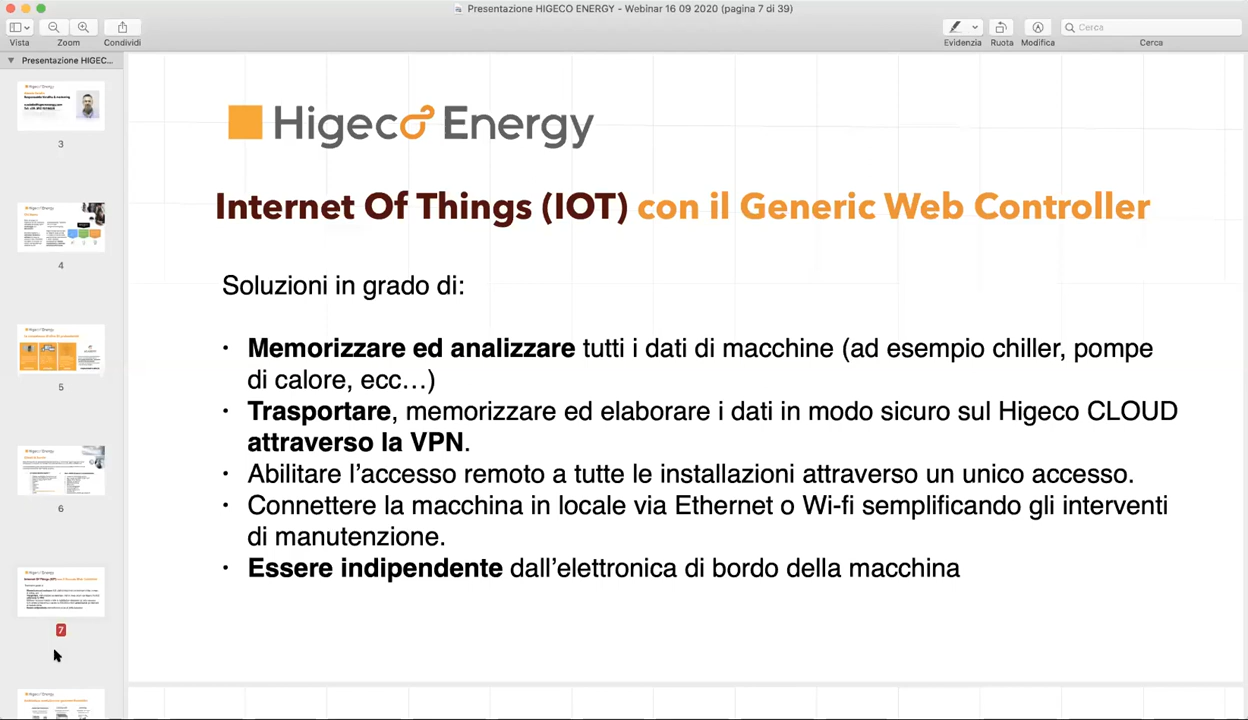 Presentazione HIGECO ENERGY - Webinar 16 09 2020 (pagina 7 di 39)
Vista
Zoom
Condividi
Evidenzia
Ruota
Modifica
Cerca
Cerca
Presentazione HIGEC...
3
4
5
6
7
Higeco Energy
Internet Of Things (IOT) con il Generic Web Controller
Soluzioni in grado di:
• Memorizzare ed analizzare tutti i dati di macchine (ad esempio chiller, pompe
di calore, ecc…)
• Trasportare, memorizzare ed elaborare i dati in modo sicuro sul Higeco CLOUD
attraverso la VPN.
• Abilitare l’accesso remoto a tutte le installazioni attraverso un unico accesso.
• Connettere la macchina in locale via Ethernet o Wi-fi semplificando gli interventi
di manutenzione.
• Essere indipendente dall’elettronica di bordo della macchina